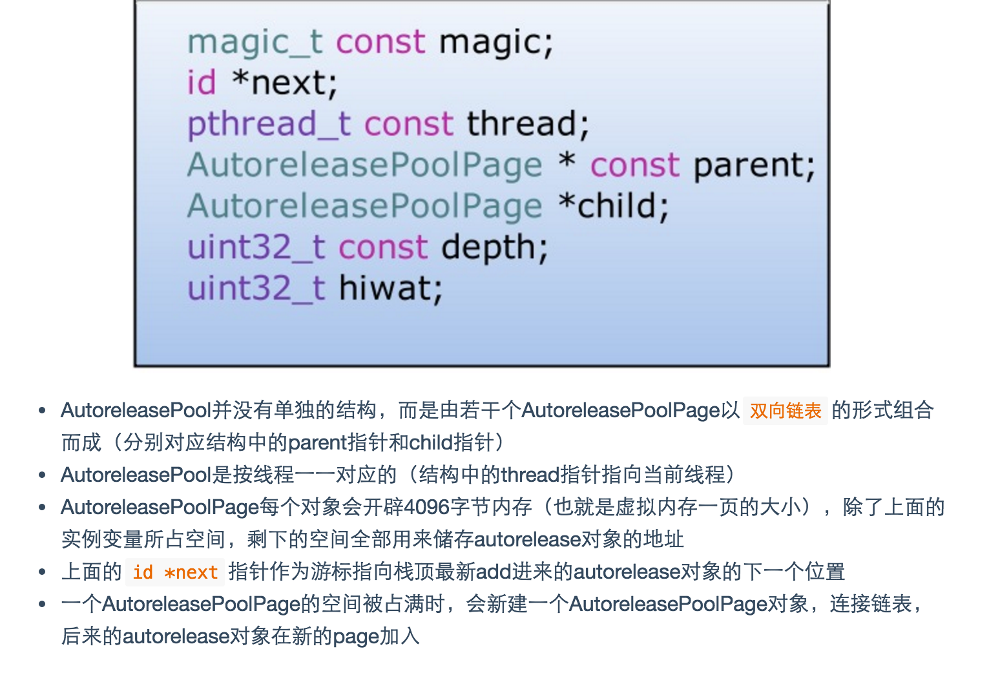 magic_t const magic;
id *next;
pthread_t const thread;
AutoreleasePoolPage * const parent;
AutoreleasePoolPage *child;
uint32_t const depth;
uint32_t hiwat;
• AutoreleasePool并没有单独的结构，而是由若干个AutoreleasePoolPage以 双向链表 的形式组合
而成（分别对应结构中的parent指针和child指针）
• AutoreleasePool是按线程一一对应的（结构中的thread指针指向当前线程）
• AutoreleasePoolPage每个对象会开辟4096字节内存（也就是虚拟内存一页的大小），除了上面的
实例变量所占空间，剩下的空间全部用来储存autorelease对象的地址
• 上面的 id *next 指针作为游标指向栈顶最新add进来的autorelease对象的下一个位置
• 一个AutoreleasePoolPage的空间被占满时，会新建一个AutoreleasePoolPage对象，连接链表，
后来的autorelease对象在新的page加入